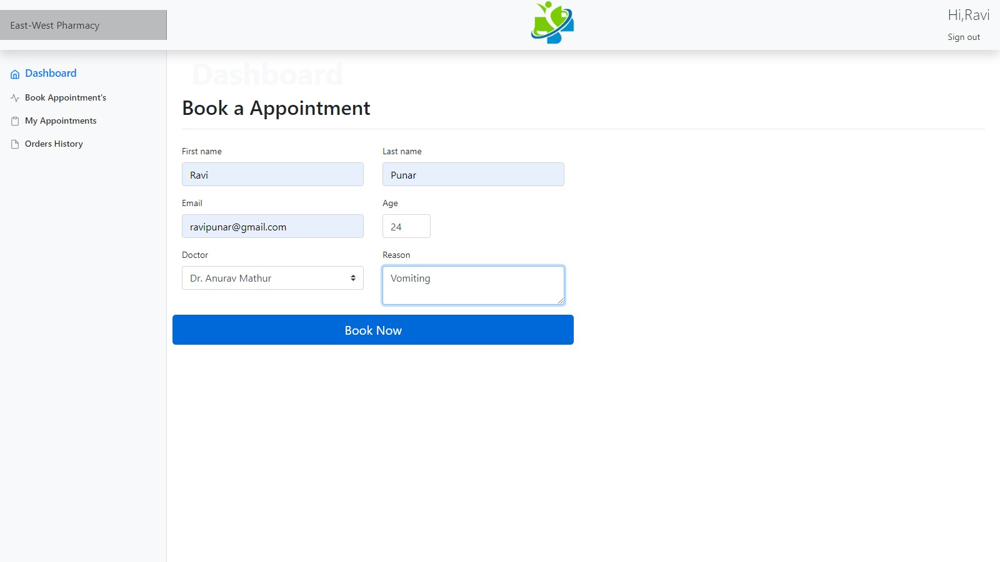 East-West Pharmacy
Hi,Ravi
Sign out
Dashboard
Book Appointment's
My Appointments
Orders History
Dashboard
Book a Appointment
First name
Last name
Ravi
Punar
Email
Age
ravipunar@gmail.com
24
Doctor
Reason
Dr. Anurav Mathur
Vomiting
Book Now